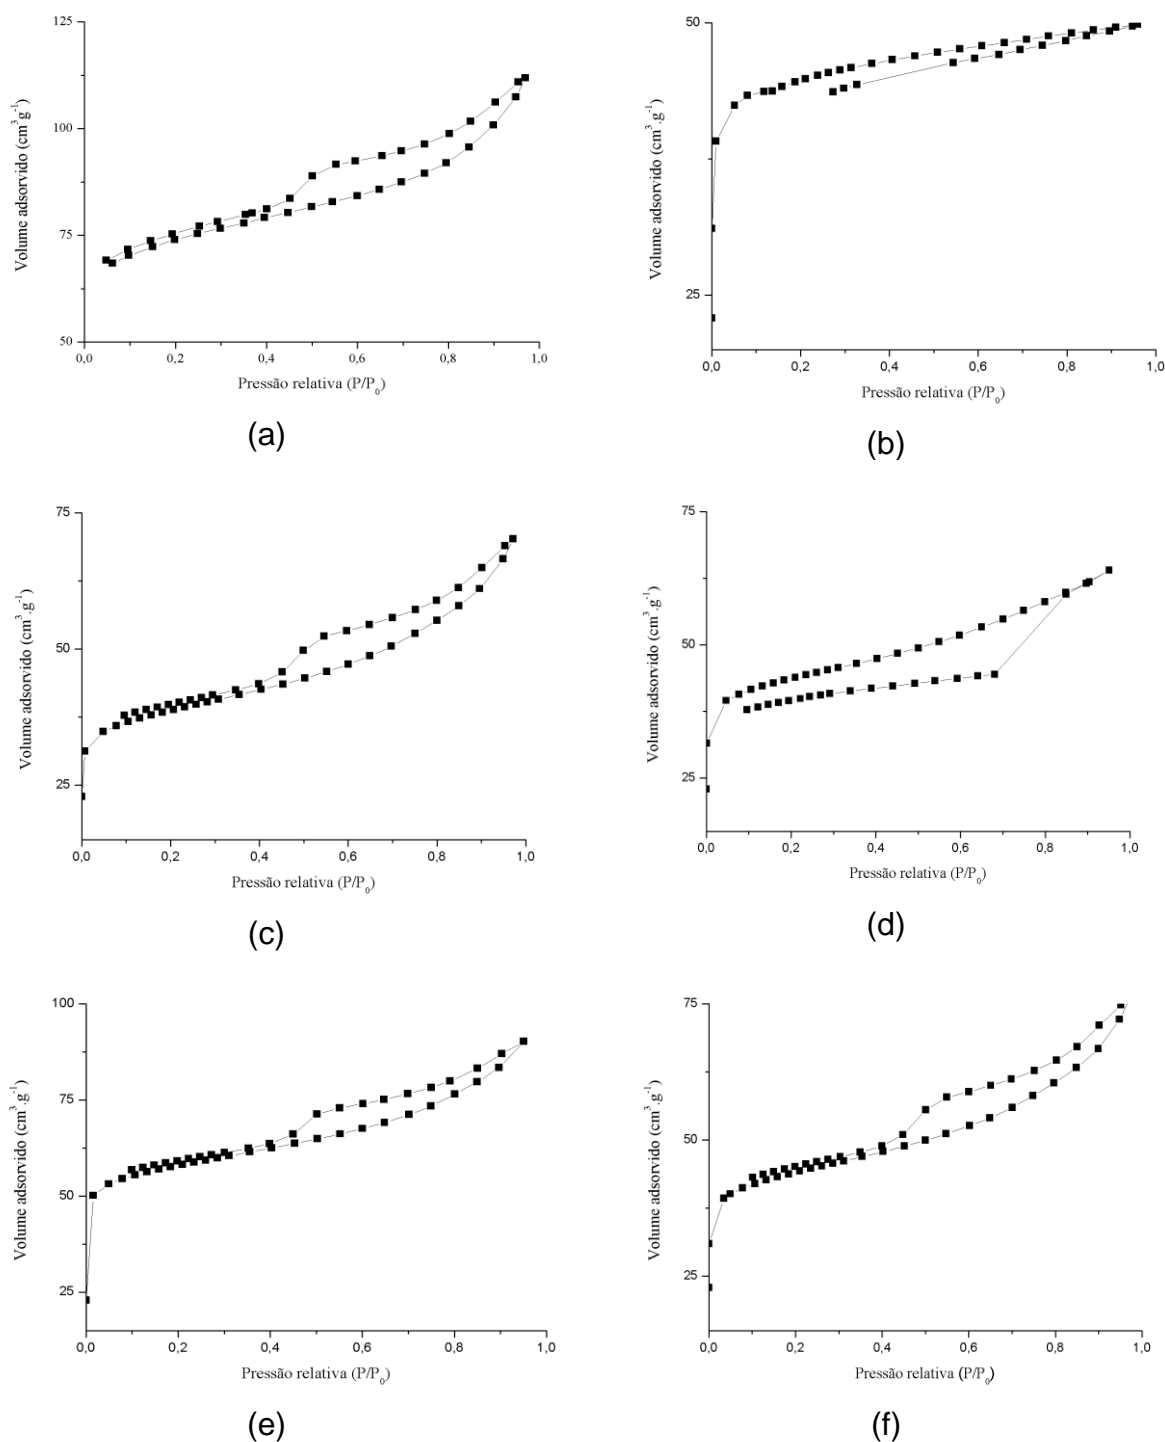 125
100
75
50
0,0 0,2 0,4 0,6 0,8 1,0
Volume adsorvido (cm³g⁻¹)
Pressão relativa (P/P₀)
(a)
50
25
0,0 0,2 0,4 0,6 0,8 1,0
Volume adsorvido (cm³.g⁻¹)
Pressão relativa (P/P₀)
(b)
75
50
25
0,0 0,2 0,4 0,6 0,8 1,0
Volume adsorvido (cm³.g⁻¹)
Pressão relativa (P/P₀)
(c)
75
50
25
0,0 0,2 0,4 0,6 0,8 1,0
Volume adsorvido (cm³.g⁻¹)
Pressão relativa (P/P₀)
(d)
100
75
50
25
0,0 0,2 0,4 0,6 0,8 1,0
Volume adsorvido (cm³.g⁻¹)
Pressão relativa (P/P₀)
(e)
75
50
25
0,0 0,2 0,4 0,6 0,8 1,0
Volume adsorvido (cm³.g⁻¹)
Pressão relativa (P/P₀)
(f)